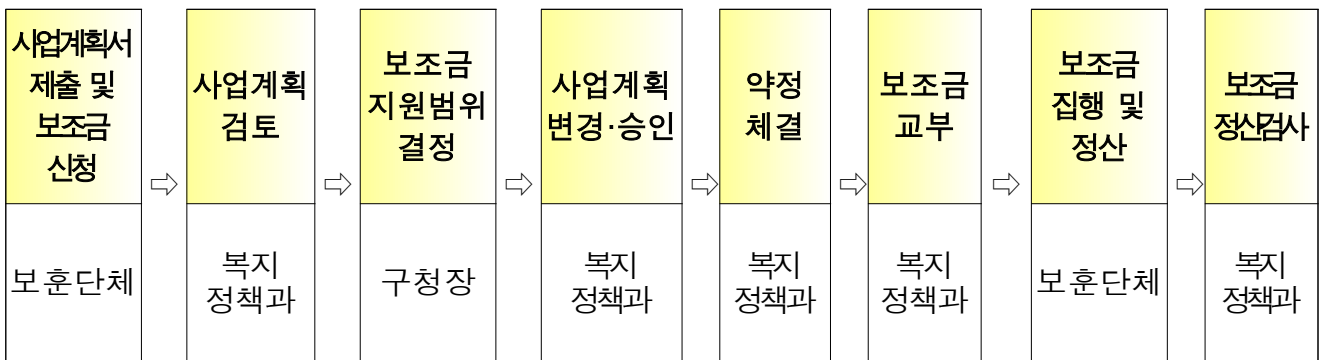 사업계획서
제출 및
보조금
신청
⇨
사업계획
검토
⇨
보조금
지원범위
결정
⇨
사업계획
변경·승인
⇨
약정
체결
⇨
보조금
교부
⇨
보조금
집행 및
정산
⇨
보조금
정산검사
보훈단체
복지
정책과
구청장
복지
정책과
복지
정책과
복지
정책과
보훈단체
복지
정책과